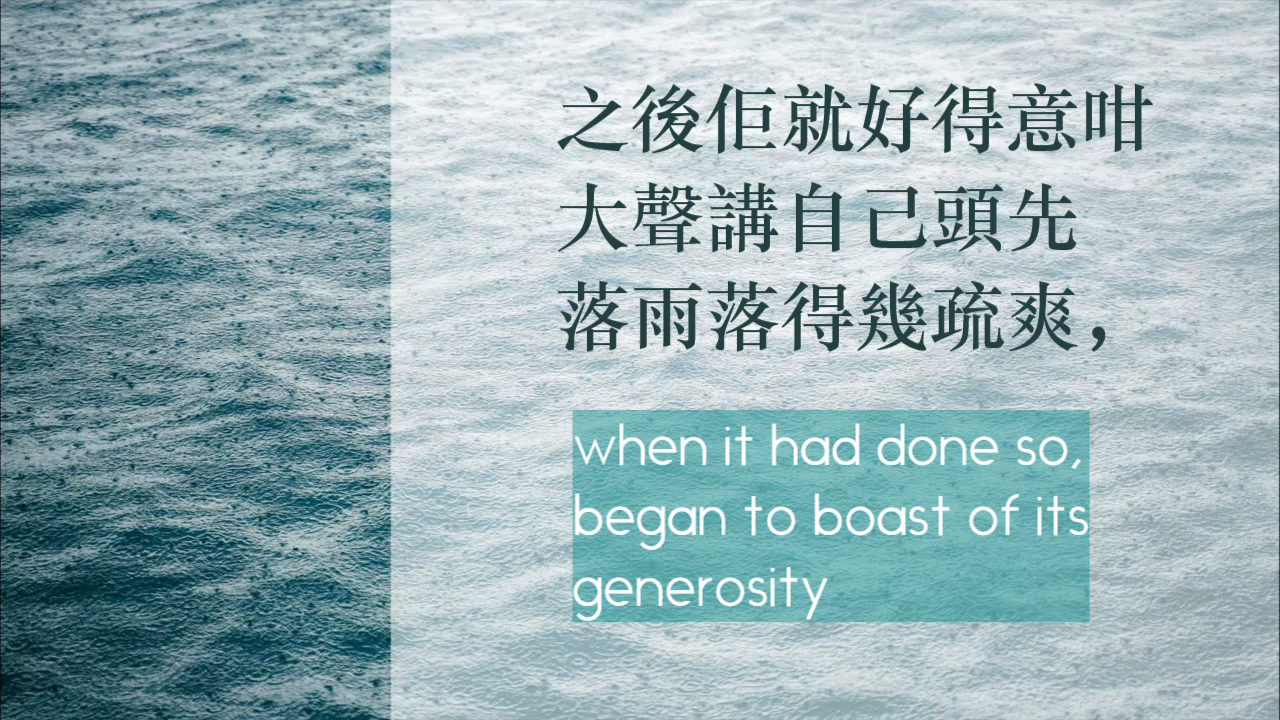 之後佢就好得意咁
大聲講自己頭先
落雨落得幾疏爽，
when it had done so,
began to boast of its
generosity